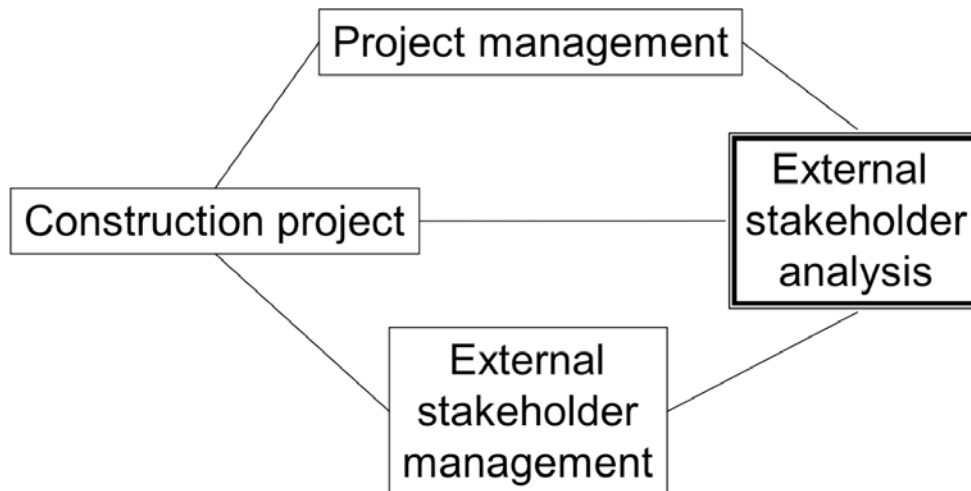 Project management
Construction project
External
stakeholder
analysis
External
stakeholder
management